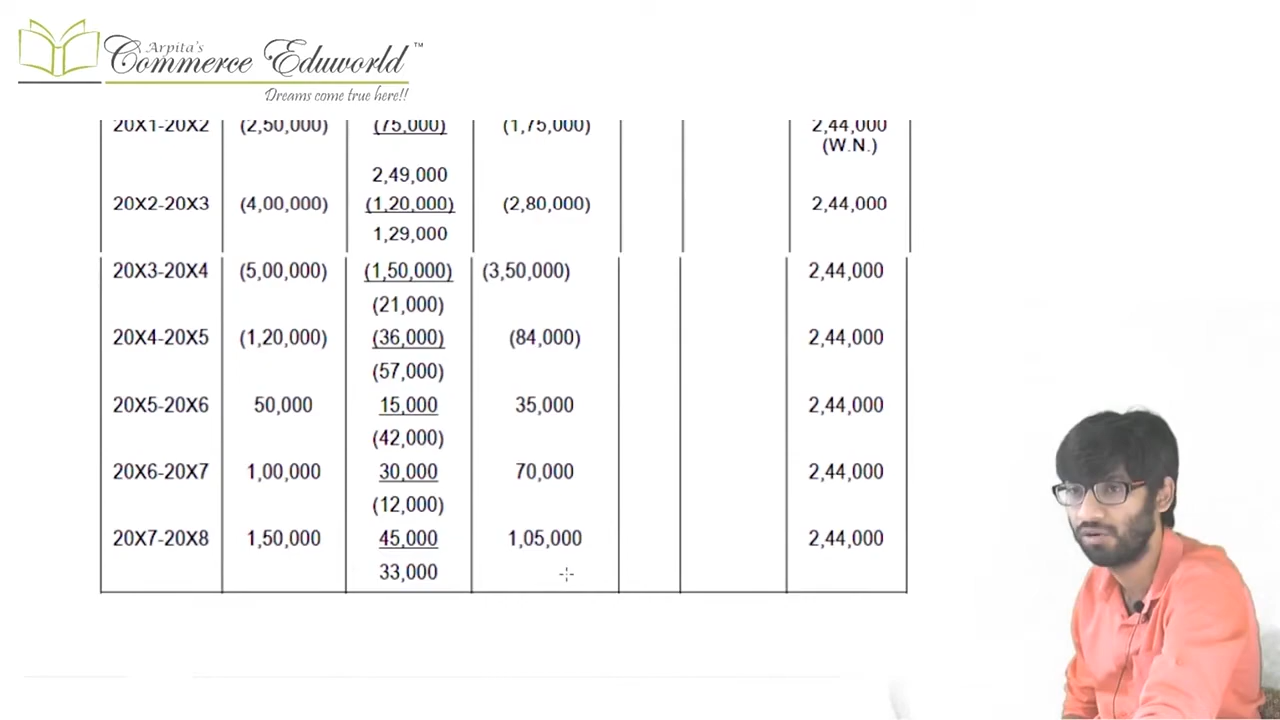 Arpita's
Commerce Eduworld™
Dreams come true here!!
20X1-20X2 (2,50,000) (75,000) (1,75,000) 2,44,000
(W.N.)
2,49,000
20X2-20X3 (4,00,000) (1,20,000) (2,80,000) 2,44,000
1,29,000
20X3-20X4 (5,00,000) (1,50,000) (3,50,000) 2,44,000
(21,000)
20X4-20X5 (1,20,000) (36,000) (84,000) 2,44,000
(57,000)
20X5-20X6 50,000 15,000 35,000 2,44,000
(42,000)
20X6-20X7 1,00,000 30,000 70,000 2,44,000
(12,000)
20X7-20X8 1,50,000 45,000 1,05,000 2,44,000
33,000